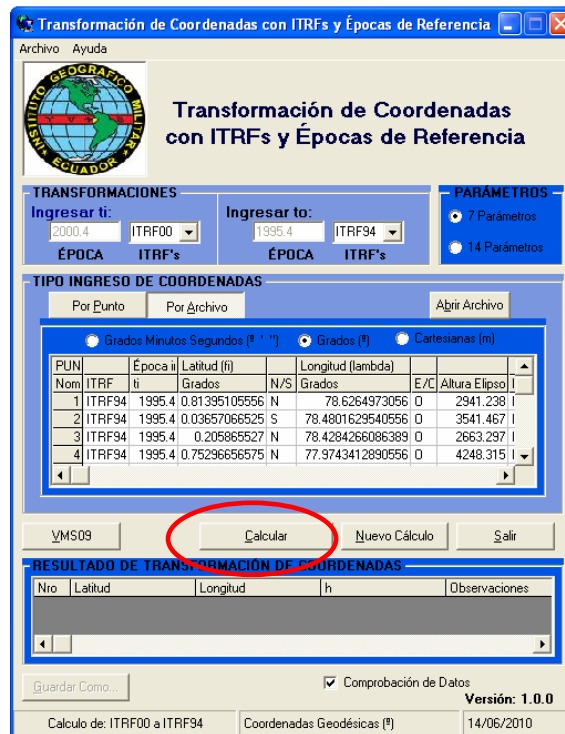 Transformación de Coordenadas con ITRFs y Épocas de Referencia
Archivo Ayuda
INSTITUTO GEOGRAFICO MILITAR
ECUADOR
Transformación de Coordenadas
con ITRFs y Épocas de Referencia
TRANSFORMACIONES
Ingresar ti: Ingresar to:
2000.4 ITRF00 1995.4 ITRF94
ÉPOCA ITRF's ÉPOCA ITRF's
PARÁMETROS
7 Parámetros
14 Parámetros
TIPO INGRESO DE COORDENADAS
Por Punto Por Archivo Abrir Archivo
Grados Minutos Segundos (º ' '') Grados (º) Cartesianas (m)
PUN Época ii Latitud (fi) Longitud (lambda)
Nom ITRF ti Grados N/S Grados E/O Altura Elipso
1 ITRF94 1995.4 0.81395105556 N 78.6264973056 O 2941.238
2 ITRF94 1995.4 0.03657066525 S 78.4801629540556 O 3541.467
3 ITRF94 1995.4 0.205865527 N 78.4284266086389 O 2663.297
4 ITRF94 1995.4 0.75296656575 N 77.9743412890556 O 4248.315
VMS09 Calcular Nuevo Cálculo Salir
RESULTADO DE TRANSFORMACIÓN DE COORDENADAS
Nro Latitud Longitud h Observaciones
Guardar Como... Comprobación de Datos
Versión: 1.0.0
Calculo de: ITRF00 a ITRF94 Coordenadas Geodésicas (º) 14/06/2010